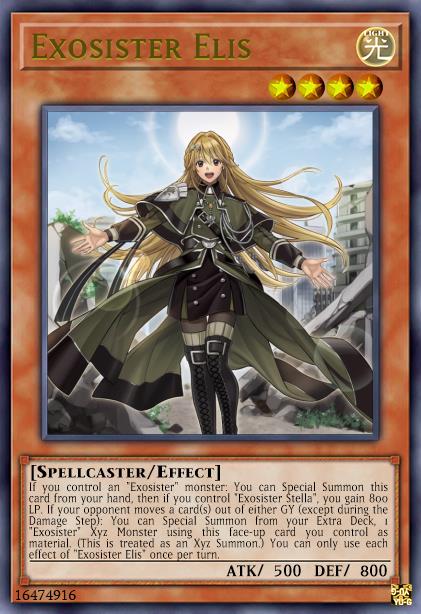 Exosister Elis
LIGHT
光
[Spellcaster/Effect]
If you control an "Exosister" monster: You can Special Summon
this card from your hand, then if you control "Exosister Stella", you gain 800
LP. If your opponent moves a card(s) out of either GY (except during the
Damage Step): You can Special Summon from your Extra Deck, 1
"Exosister" Xyz Monster using this face-up card you control as
material. (This is treated as an Xyz Summon.) You can only use each
effect of "Exosister Elis" once per turn.
ATK/ 500 DEF/ 800
16474916